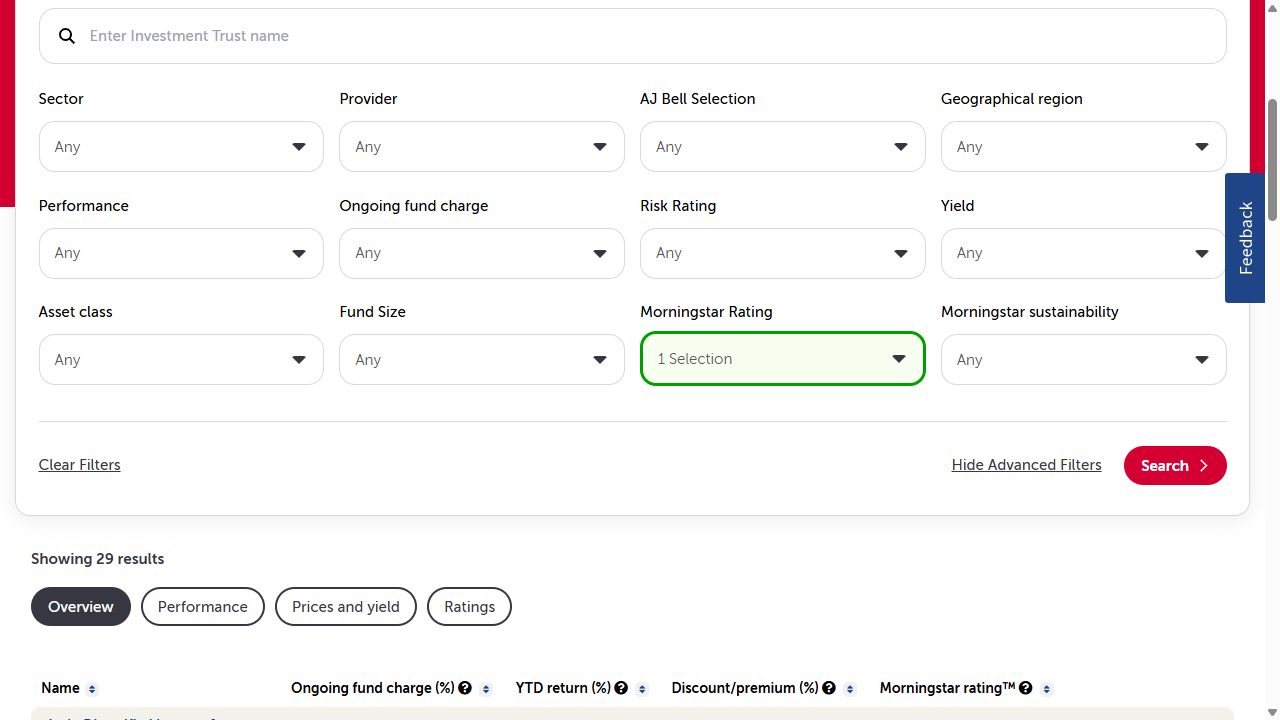 Enter Investment Trust name
Sector
Provider
AJ Bell Selection
Geographical region
Any
Any
Any
Any
Performance
Ongoing fund charge
Risk Rating
Yield
Any
Any
Any
Any
Feedback
Asset class
Fund Size
Morningstar Rating
Morningstar sustainability
Any
Any
1 Selection
Any
Clear Filters
Hide Advanced Filters
Search
Showing 29 results
Overview
Performance
Prices and yield
Ratings
Name
Ongoing fund charge (%)
YTD return (%)
Discount/premium (%)
Morningstar rating™